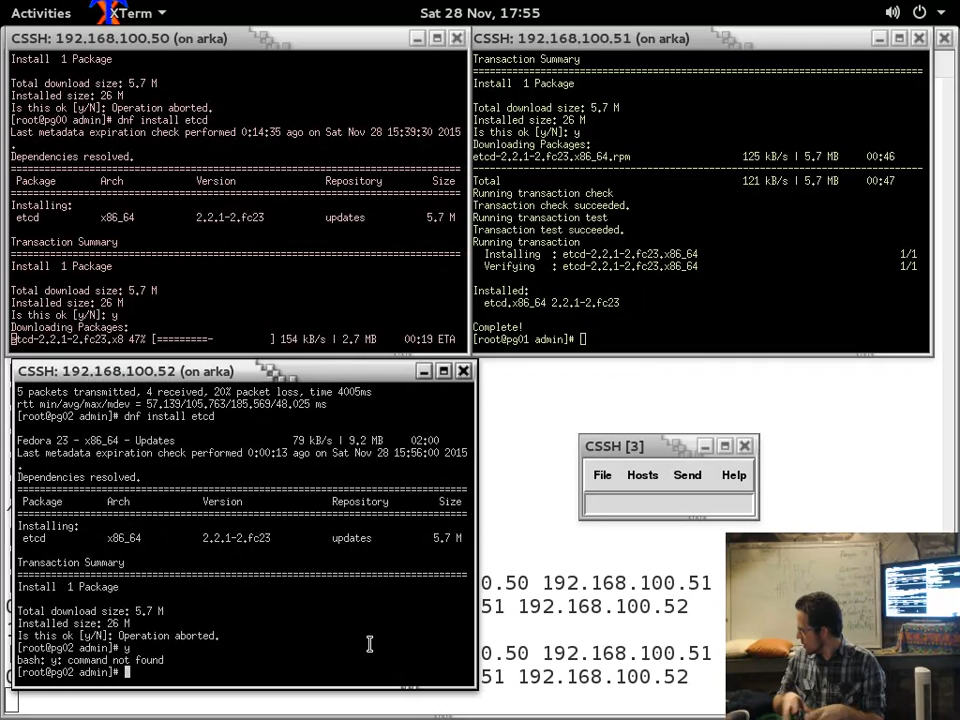 Activities
XTerm
Sat 28 Nov, 17:55
CSSH: 192.168.100.50 (on arka)
Install  1 Package
Total download size: 5.7 M
Installed size: 26 M
Is this ok [y/N]: Operation aborted.
[root@pg00 admin]# dnf install etcd
Last metadata expiration check performed 0:14:35 ago on Sat Nov 28 15:39:30 2015
.
Dependencies resolved.
================================================================================
Package Arch Version Repository Size
================================================================================
Installing:
etcd x86_64 2.2.1-2.fc23 updates 5.7 M
Transaction Summary
================================================================================
Install  1 Package
Total download size: 5.7 M
Installed size: 26 M
Is this ok [y/N]: y
Downloading Packages:
etcd-2.2.1-2.fc23.x8 47% [=========-          ] 154 kB/s | 2.7 MB     00:19 ETA
CSSH: 192.168.100.51 (on arka)
Transaction Summary
================================================================================
Install  1 Package
Total download size: 5.7 M
Installed size: 26 M
Is this ok [y/N]: y
Downloading Packages:
etcd-2.2.1-2.fc23.x86_64.rpm 125 kB/s | 5.7 MB     00:46
--------------------------------------------------------------------------------
Total 121 kB/s | 5.7 MB     00:47
Running transaction check
Transaction check succeeded.
Running transaction test
Transaction test succeeded.
Running transaction
Installing  : etcd-2.2.1-2.fc23.x86_64 1/1
Verifying   : etcd-2.2.1-2.fc23.x86_64 1/1
Installed:
etcd.x86_64 2.2.1-2.fc23
Complete!
[root@pg01 admin]#
CSSH: 192.168.100.52 (on arka)
5 packets transmitted, 4 received, 20% packet loss, time 4005ms
rtt min/avg/max/mdev = 57.139/105.763/185.569/48.025 ms
[root@pg02 admin]# dnf install etcd
Fedora 23 - x86_64 - Updates 79 kB/s | 9.2 MB     02:00
Last metadata expiration check performed 0:00:13 ago on Sat Nov 28 15:56:00 2015
.
Dependencies resolved.
================================================================================
Package Arch Version Repository Size
================================================================================
Installing:
etcd x86_64 2.2.1-2.fc23 updates 5.7 M
Transaction Summary
================================================================================
Install  1 Package
Total download size: 5.7 M
Installed size: 26 M
Is this ok [y/N]: Operation aborted.
[root@pg02 admin]# y
bash: y: command not found
[root@pg02 admin]#
CSSH [3]
File Hosts Send Help
0.50 192.168.100.51
51 192.168.100.52
0.50 192.168.100.51
51 192.168.100.52